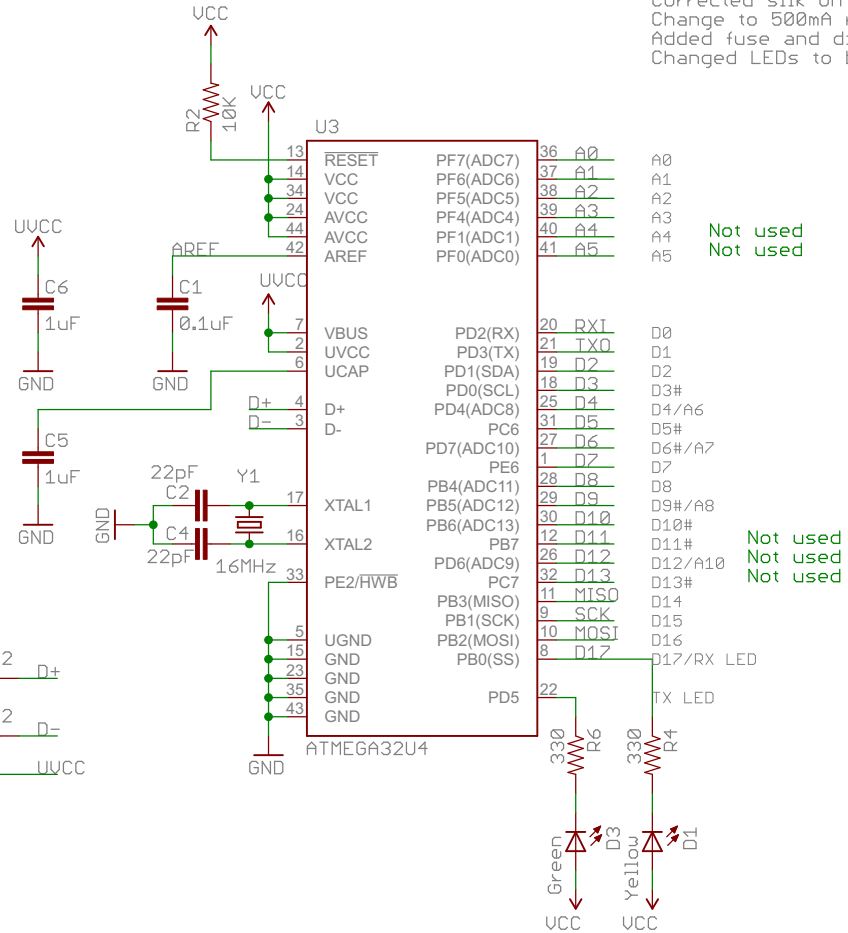 Change to 500mA
Added fuse and
Changed LEDs to
VCC
R2
10K
VCC
U3
13 RESET PF7(ADC7) 36 A0 A0
14 VCC PF6(ADC6) 37 A1 A1
34 VCC PF5(ADC5) 38 A2 A2
24 AVCC PF4(ADC4) 39 A3 A3
44 AVCC PF1(ADC1) 40 A4 A4 Not used
42 AREF PF0(ADC0) 41 A5 A5 Not used
AREF
UVCC
C6
1uF
GND
C1
0.1uF
GND
UVCC
7 VBUS PD2(RX) 20 RXI D0
2 UVCC PD3(TX) 21 TXO D1
6 UCAP PD1(SDA) 19 D2 D2
PD0(SCL) 18 D3 D3#
D+ 4 D+ PD4(ADC8) 25 D4 D4/A6
D- 3 D- PC6 31 D5 D5#
PD7(ADC10) 27 D6 D6#/A7
PE6 1 D7 D7
PB4(ADC11) 28 D8 D8
C5
1uF
GND
22pF
C2
Y1
17 XTAL1 PB5(ADC12) 29 D9 D9#/A8
PB6(ADC13) 30 D10 D10#
GND
C4
22pF
16MHz
16 XTAL2 PB7 12 D11 D11# Not used
PD6(ADC9) 26 D12 D12/A10 Not used
33 PE2/HWB PC7 32 D13 D13# Not used
PB3(MISO) 11 MISO D14
PB1(SCK) 9 SCK D15
5 UGND PB2(MOSI) 10 MOSI D16
15 GND PB0(SS) 8 D17 D17/RX LED
23 GND
35 GND PD5 22 TX LED
43 GND
GND
ATMEGA32U4
2 D+
2 D-
UVCC
330
R6
330
R4
Green
D3
Yellow
D1
VCC
VCC